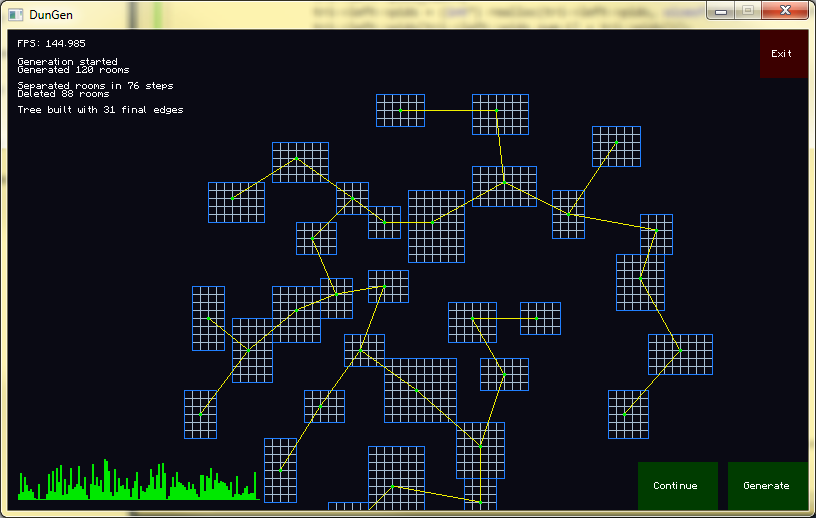 DunGen
FPS: 144.985
Exit
Generation started
Generated 120 rooms
Separated rooms in 76 steps
Deleted 88 rooms
Tree built with 31 final edges
Continue
Generate